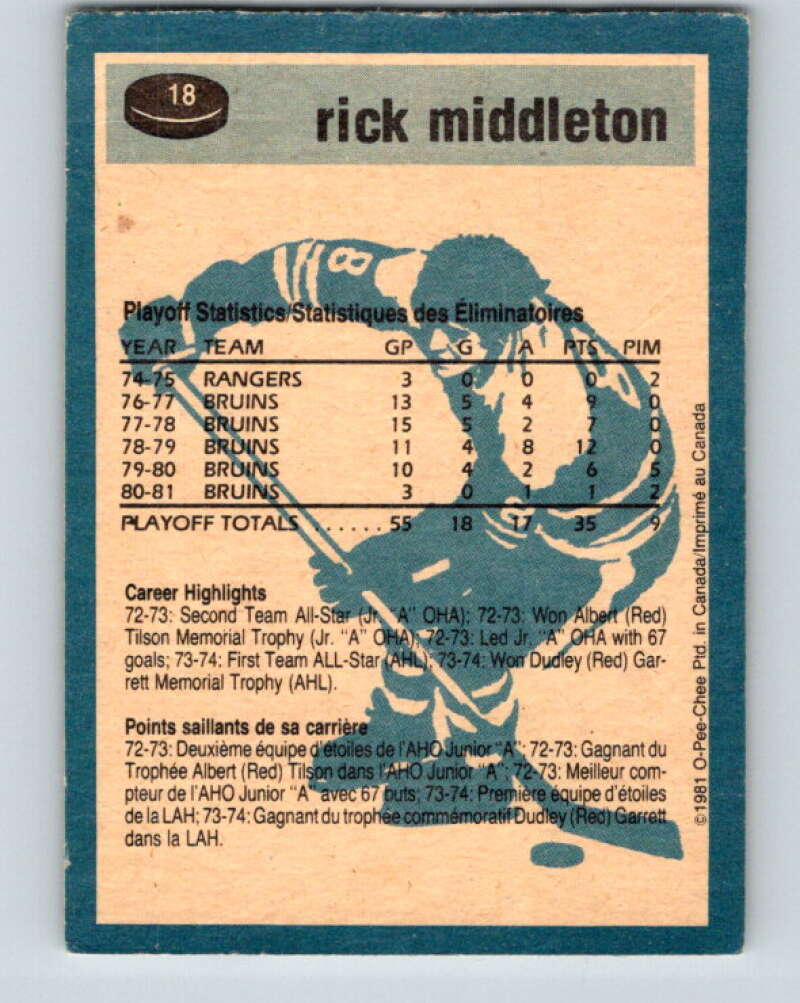 18
rick middleton
8
Playoff Statistics/Statistiques des Éliminatoires
YEAR TEAM GP G A PTS PIM
74-75 RANGERS 3 0 0 0 2
76-77 BRUINS 13 5 4 9 0
77-78 BRUINS 15 5 2 7 0
78-79 BRUINS 11 4 8 12 0
79-80 BRUINS 10 4 2 6 5
80-81 BRUINS 3 0 1 1 2
PLAYOFF TOTALS ...... 55 18 17 35 9
Career Highlights
72-73: Second Team All-Star (Jr. "A" OHA); 72-73: Won Albert (Red)
Tilson Memorial Trophy (Jr. "A" OHA); 72-73: Led Jr. "A" OHA with 67
goals; 73-74: First Team ALL-Star (AHL); 73-74: Won Dudley (Red) Gar-
rett Memorial Trophy (AHL).
Points saillants de sa carrière
72-73: Deuxième équipe d'étoiles de l'AHO Junior "A"; 72-73: Gagnant du
Trophée Albert (Red) Tilson dans l'AHO Junior "A"; 72-73: Meilleur com-
pteur de l'AHO Junior "A" avec 67 buts; 73-74: Première équipe d'étoiles
de la LAH; 73-74: Gagnant du trophée commémoratif Dudley (Red) Garrett
dans la LAH.
©1981 O-Pee-Chee Ptd. in Canada/Imprimé au Canada